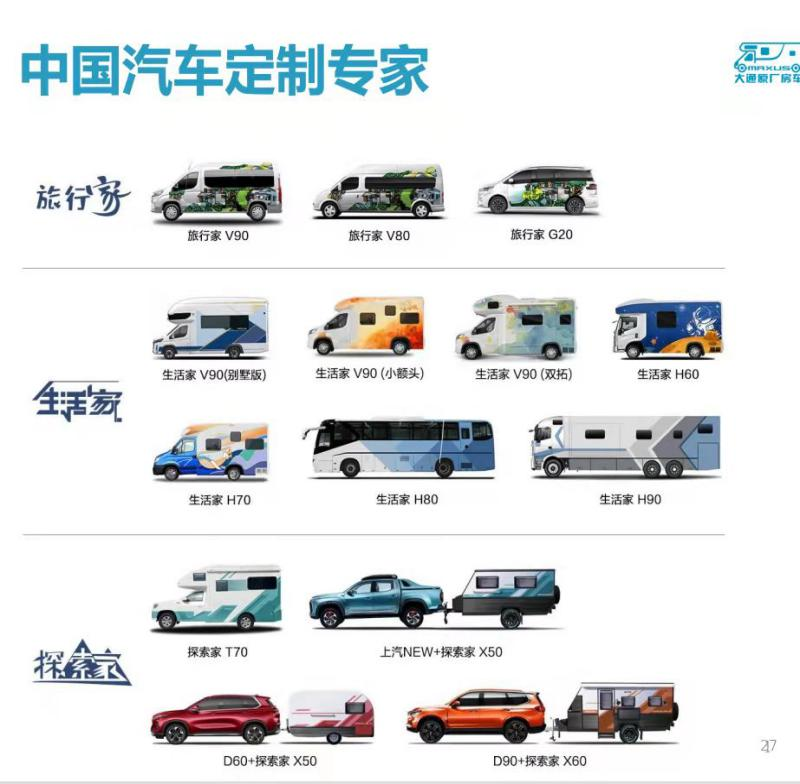 中国汽车定制专家
MAXUS
大通原厂房车
旅行家
旅行家 V90
旅行家 V80
旅行家 G20
生活家 V90(别墅版)
生活家 V90 (小额头)
生活家 V90 (双拓)
生活家 H60
生活家
生活家 H70
生活家 H80
生活家 H90
探索家 T70
上汽NEW+探索家 X50
探索家
D60+探索家 X50
D90+探索家 X60